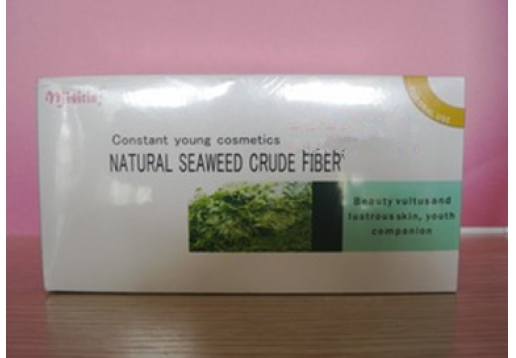 Constant young cosmetics
NATURAL SEAWEED CRUDE FIBER
Beauty vultus and
lustrous skin, youth
companion